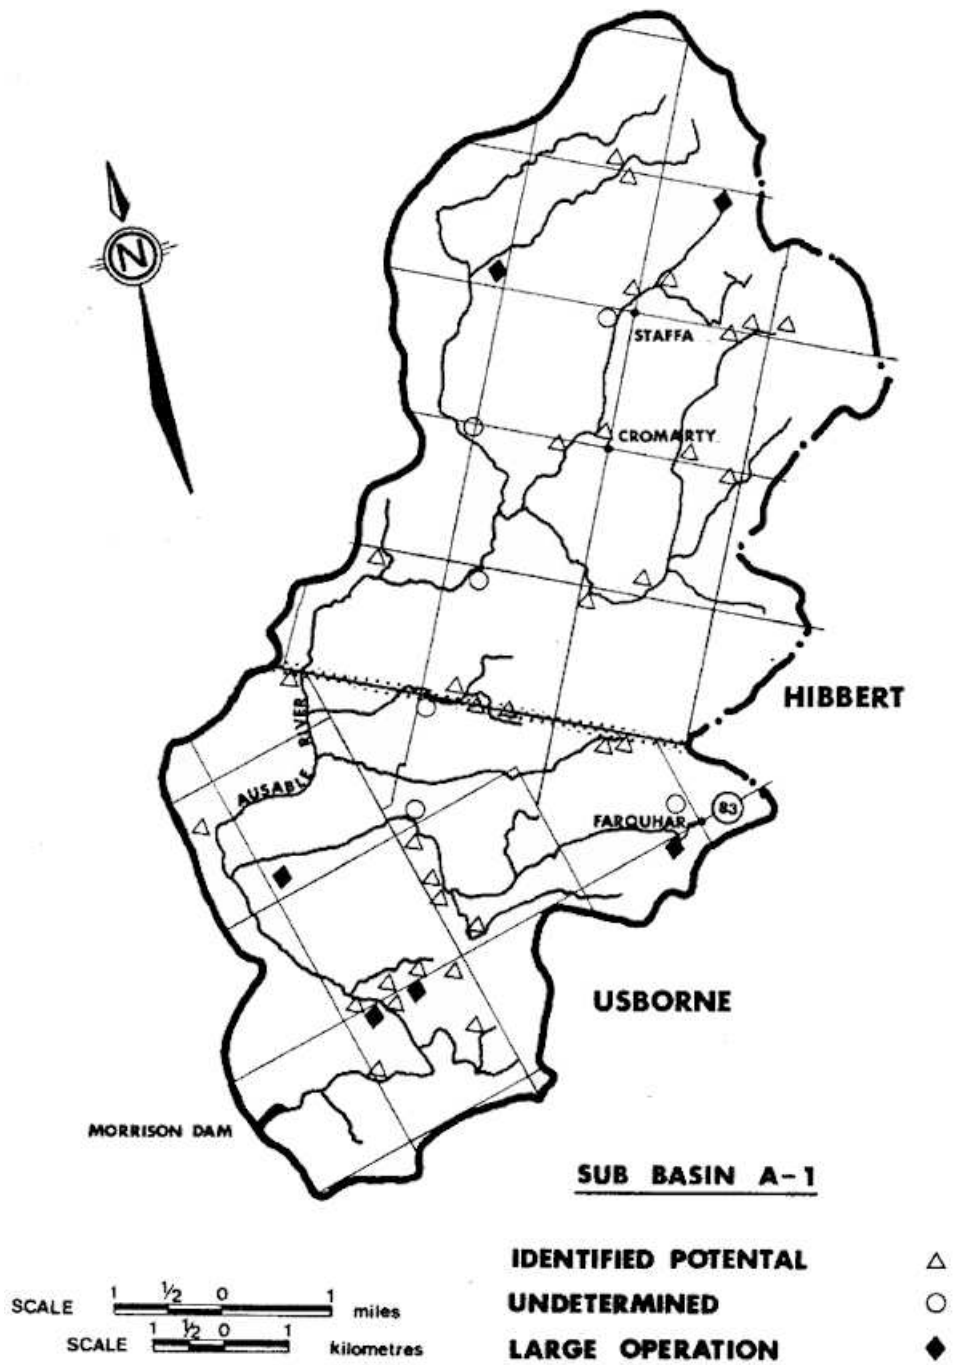 N
STAFFA
CROMARTY
HIBBERT
RIVER
AUSABLE
FARQUHAR
83
USBORNE
MORRISON DAM
SUB BASIN A-1
IDENTIFIED POTENTAL
UNDETERMINED
LARGE OPERATION
SCALE 1 ½ 0 1 miles
SCALE 1 ½ 0 1 kilometres